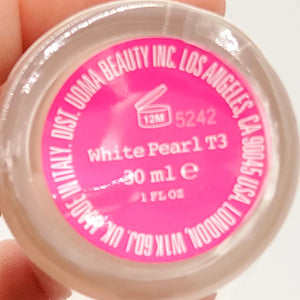 MADE IN ITALY. DIST. UOMA BEAUTY INC. LOS ANGELES, CA 90045 USA. LONDON, W1K 6DJ. UK.
12M
5242
White Pearl T3
30 ml e
1 FL OZ